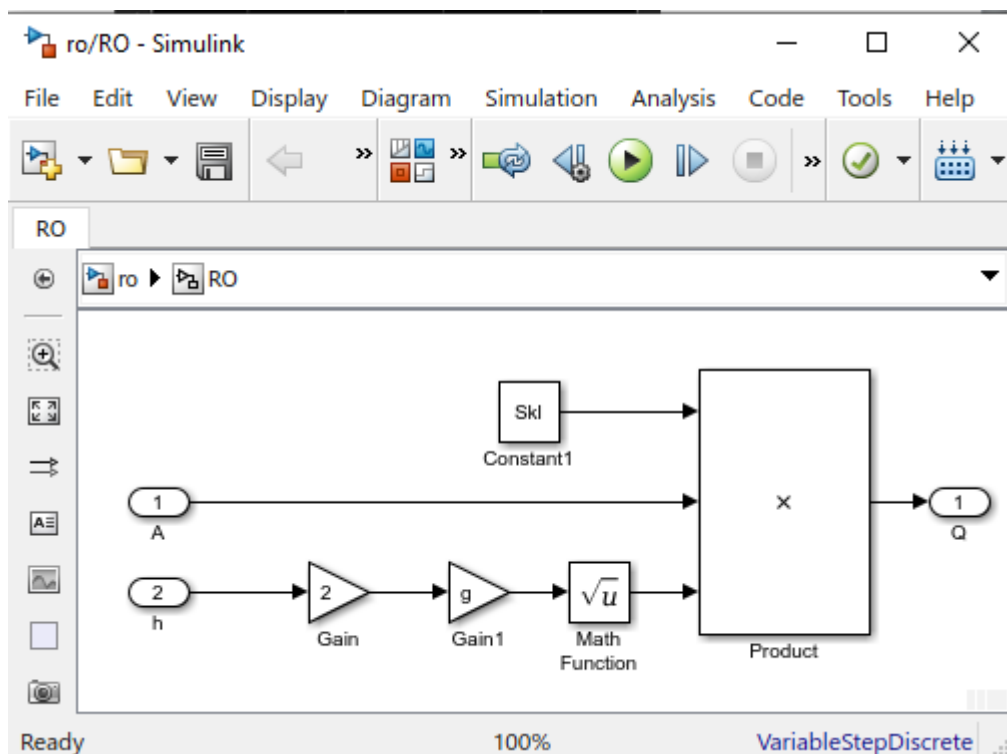 ro/RO - Simulink
File Edit View Display Diagram Simulation Analysis Code Tools Help
RO
ro RO
Skl
Constant1
×
1
A
1
Q
2
h
2
Gain
g
Gain1
√u
Math
Function
Product
Ready 100% VariableStepDiscrete